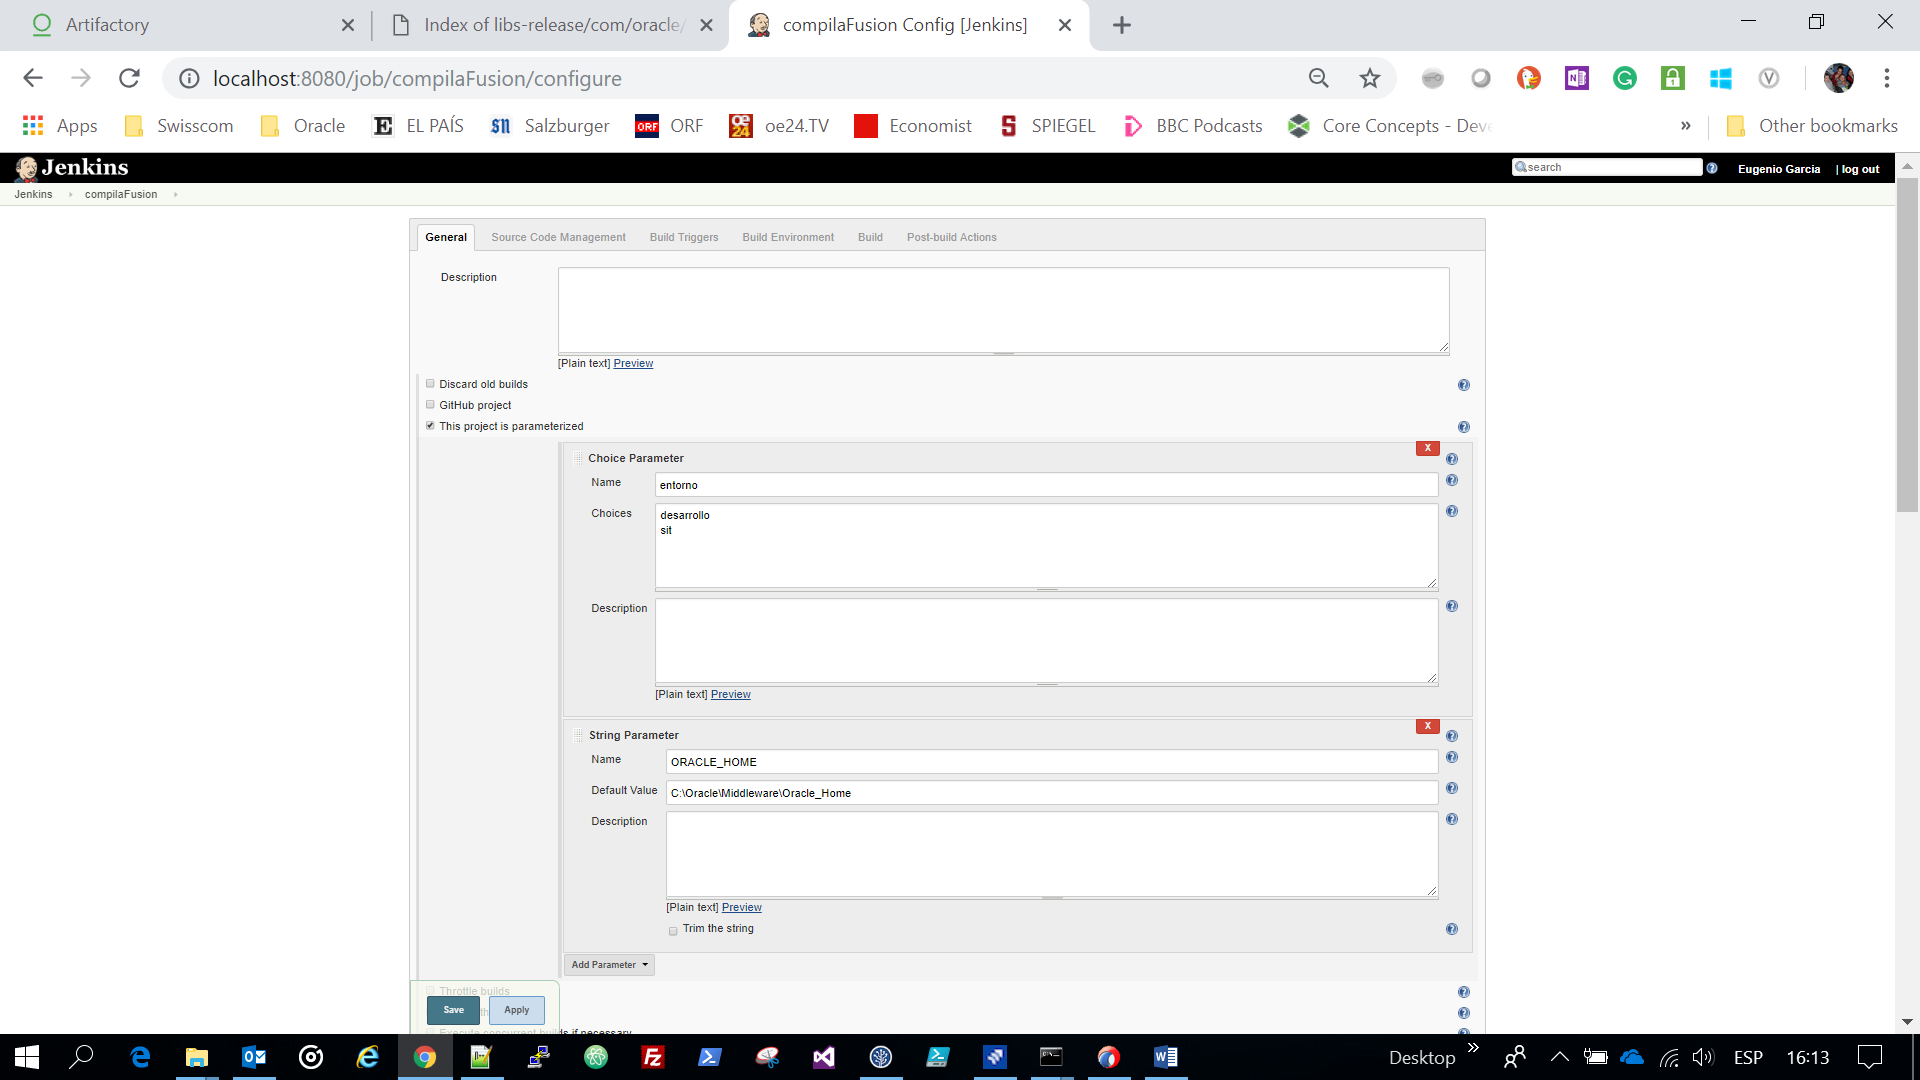 Artifactory
Index of libs-release/com/oracle/
compilaFusion Config [Jenkins]
localhost:8080/job/compilaFusion/configure
Apps
Swisscom
Oracle
EL PAÍS
Salzburger
ORF
oe24.TV
Economist
SPIEGEL
BBC Podcasts
Core Concepts - Deve
»
Other bookmarks
Jenkins
search
Eugenio Garcia
| log out
Jenkins
compilaFusion
General
Source Code Management
Build Triggers
Build Environment
Build
Post-build Actions
Description
[Plain text] Preview
Discard old builds
GitHub project
This project is parameterized
X
Choice Parameter
Name
entorno
Choices
desarrollo
sit
Description
[Plain text] Preview
X
String Parameter
Name
ORACLE_HOME
Default Value
C:\Oracle\Middleware\Oracle_Home
Description
[Plain text] Preview
Trim the string
Add Parameter
Throttle builds
Save
Apply
Execute concurrent builds if necessary
Desktop
ESP
16:13